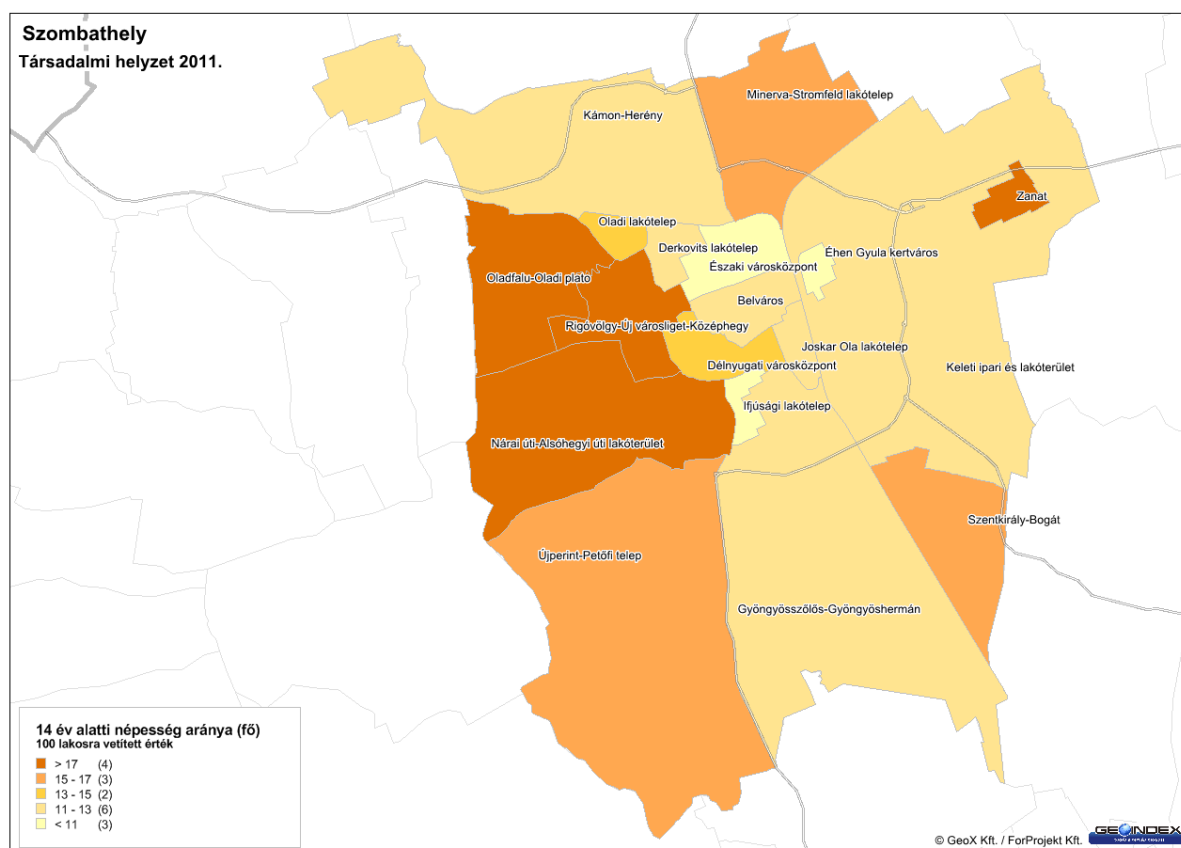 Szombathely
Társadalmi helyzet 2011.
Minerva-Stromfeld lakótelep
Kámon-Herény
Zanat
Oladi lakótelep
Derkovits lakótelep
Éhen Gyula kertváros
Északi városközpont
Oladfalu-Oladi plató
Belváros
Rigóvölgy-Új városliget-Középhegy
Joskar Ola lakótelep
Délnyugati városközpont
Keleti ipari és lakóterület
Ifjúsági lakótelep
Nárai úti-Alsóhegyi úti lakóterület
Szentkirály-Bogát
Újperint-Petőfi telep
Gyöngyösszőlős-Gyöngyöshermán
14 év alatti népesség aránya (fő)
100 lakosra vetített érték
> 17 (4)
15 - 17 (3)
13 - 15 (2)
11 - 13 (6)
< 11 (3)
© GeoX Kft. / ForProjekt Kft.
GEOINDEX